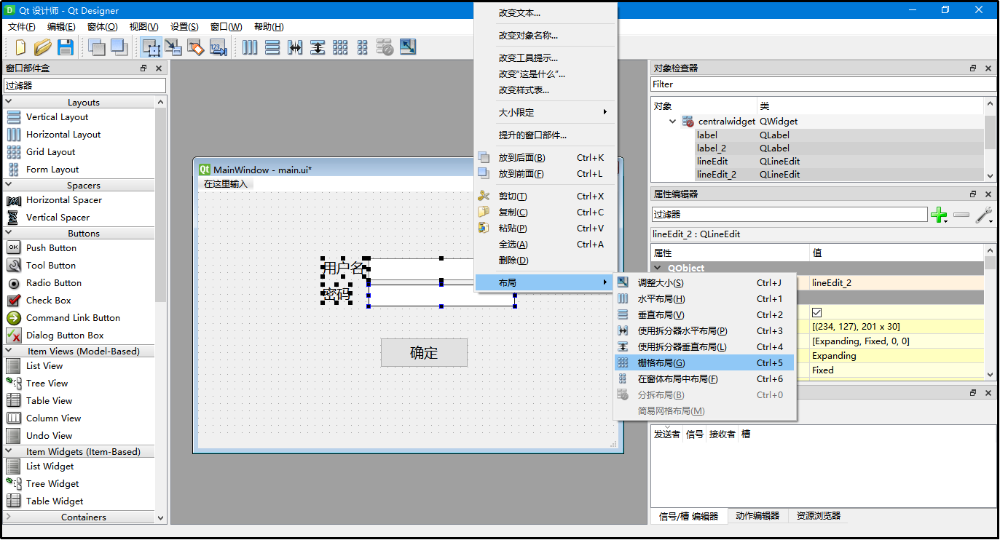 Qt 设计师 - Qt Designer
文件(F) 编辑(E) 窗体(O) 视图(V) 设置(S) 窗口(W) 帮助(H)
窗口部件盒
过滤器
Layouts
Vertical Layout
Horizontal Layout
Grid Layout
Form Layout
Spacers
Horizontal Spacer
Vertical Spacer
Buttons
OK Push Button
Tool Button
Radio Button
Check Box
Command Link Button
Dialog Button Box
Item Views (Model-Based)
List View
Tree View
Table View
Column View
Undo View
Item Widgets (Item-Based)
List Widget
Tree Widget
Table Widget
Containers
Qt MainWindow - main.ui*
在这里输入
用户名
密码
确定
改变文本...
改变对象名称...
改变工具提示...
改变“这是什么”...
改变样式表...
大小限定
提升的窗口部件...
放到后面(B) Ctrl+K
放到前面(F) Ctrl+L
剪切(T) Ctrl+X
复制(C) Ctrl+C
粘贴(P) Ctrl+V
全选(A) Ctrl+A
删除(D)
布局
调整大小(S) Ctrl+J
水平布局(H) Ctrl+1
垂直布局(V) Ctrl+2
使用拆分器水平布局(P) Ctrl+3
使用拆分器垂直布局(L) Ctrl+4
栅格布局(G) Ctrl+5
在窗体布局中布局(F) Ctrl+6
分拆布局(B) Ctrl+0
简易网格布局(M)
对象检查器
Filter
对象 类
centralwidget QWidget
label QLabel
label_2 QLabel
lineEdit QLineEdit
lineEdit_2 QLineEdit
属性编辑器
过滤器
lineEdit_2 : QLineEdit
属性 值
QObject
lineEdit_2
[(234, 127), 201 x 30]
[Expanding, Fixed, 0, 0]
Expanding
Fixed
发送者 信号 接收者 槽
信号/槽 编辑器 动作编辑器 资源浏览器